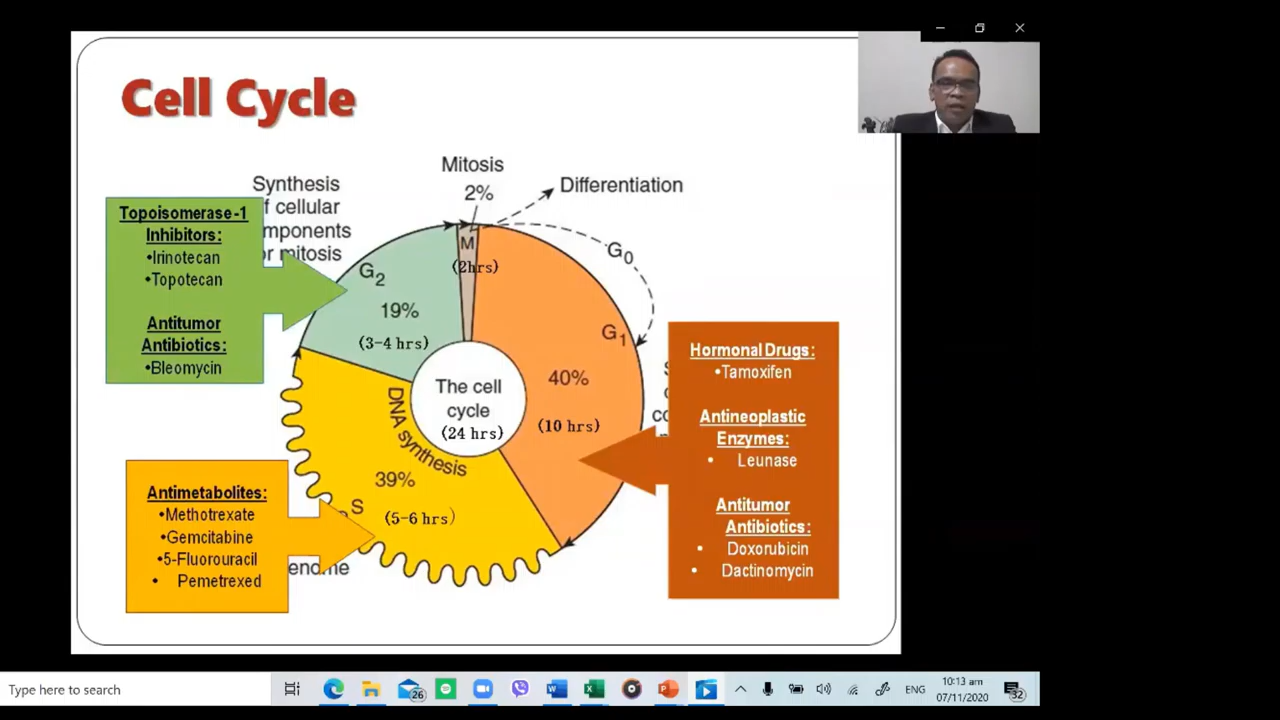 Cell Cycle
Mitosis
2%
Differentiation
Synthesis
f cellular
mponents
r mitosis
Topoisomerase-1
Inhibitors:
•Irinotecan
•Topotecan
Antitumor
Antibiotics:
•Bleomycin
G2
19%
(3-4 hrs)
M
(2hrs)
G0
G1
40%
(10 hrs)
The cell
cycle
(24 hrs)
DNA synthesis
39%
S
(5-6 hrs)
Hormonal Drugs:
•Tamoxifen
Antineoplastic
Enzymes:
• Leunase
Antitumor
Antibiotics:
• Doxorubicin
• Dactinomycin
Antimetabolites:
•Methotrexate
•Gemcitabine
•5-Fluorouracil
• Pemetrexed
Type here to search
26
ENG
10:13 am
07/11/2020
32